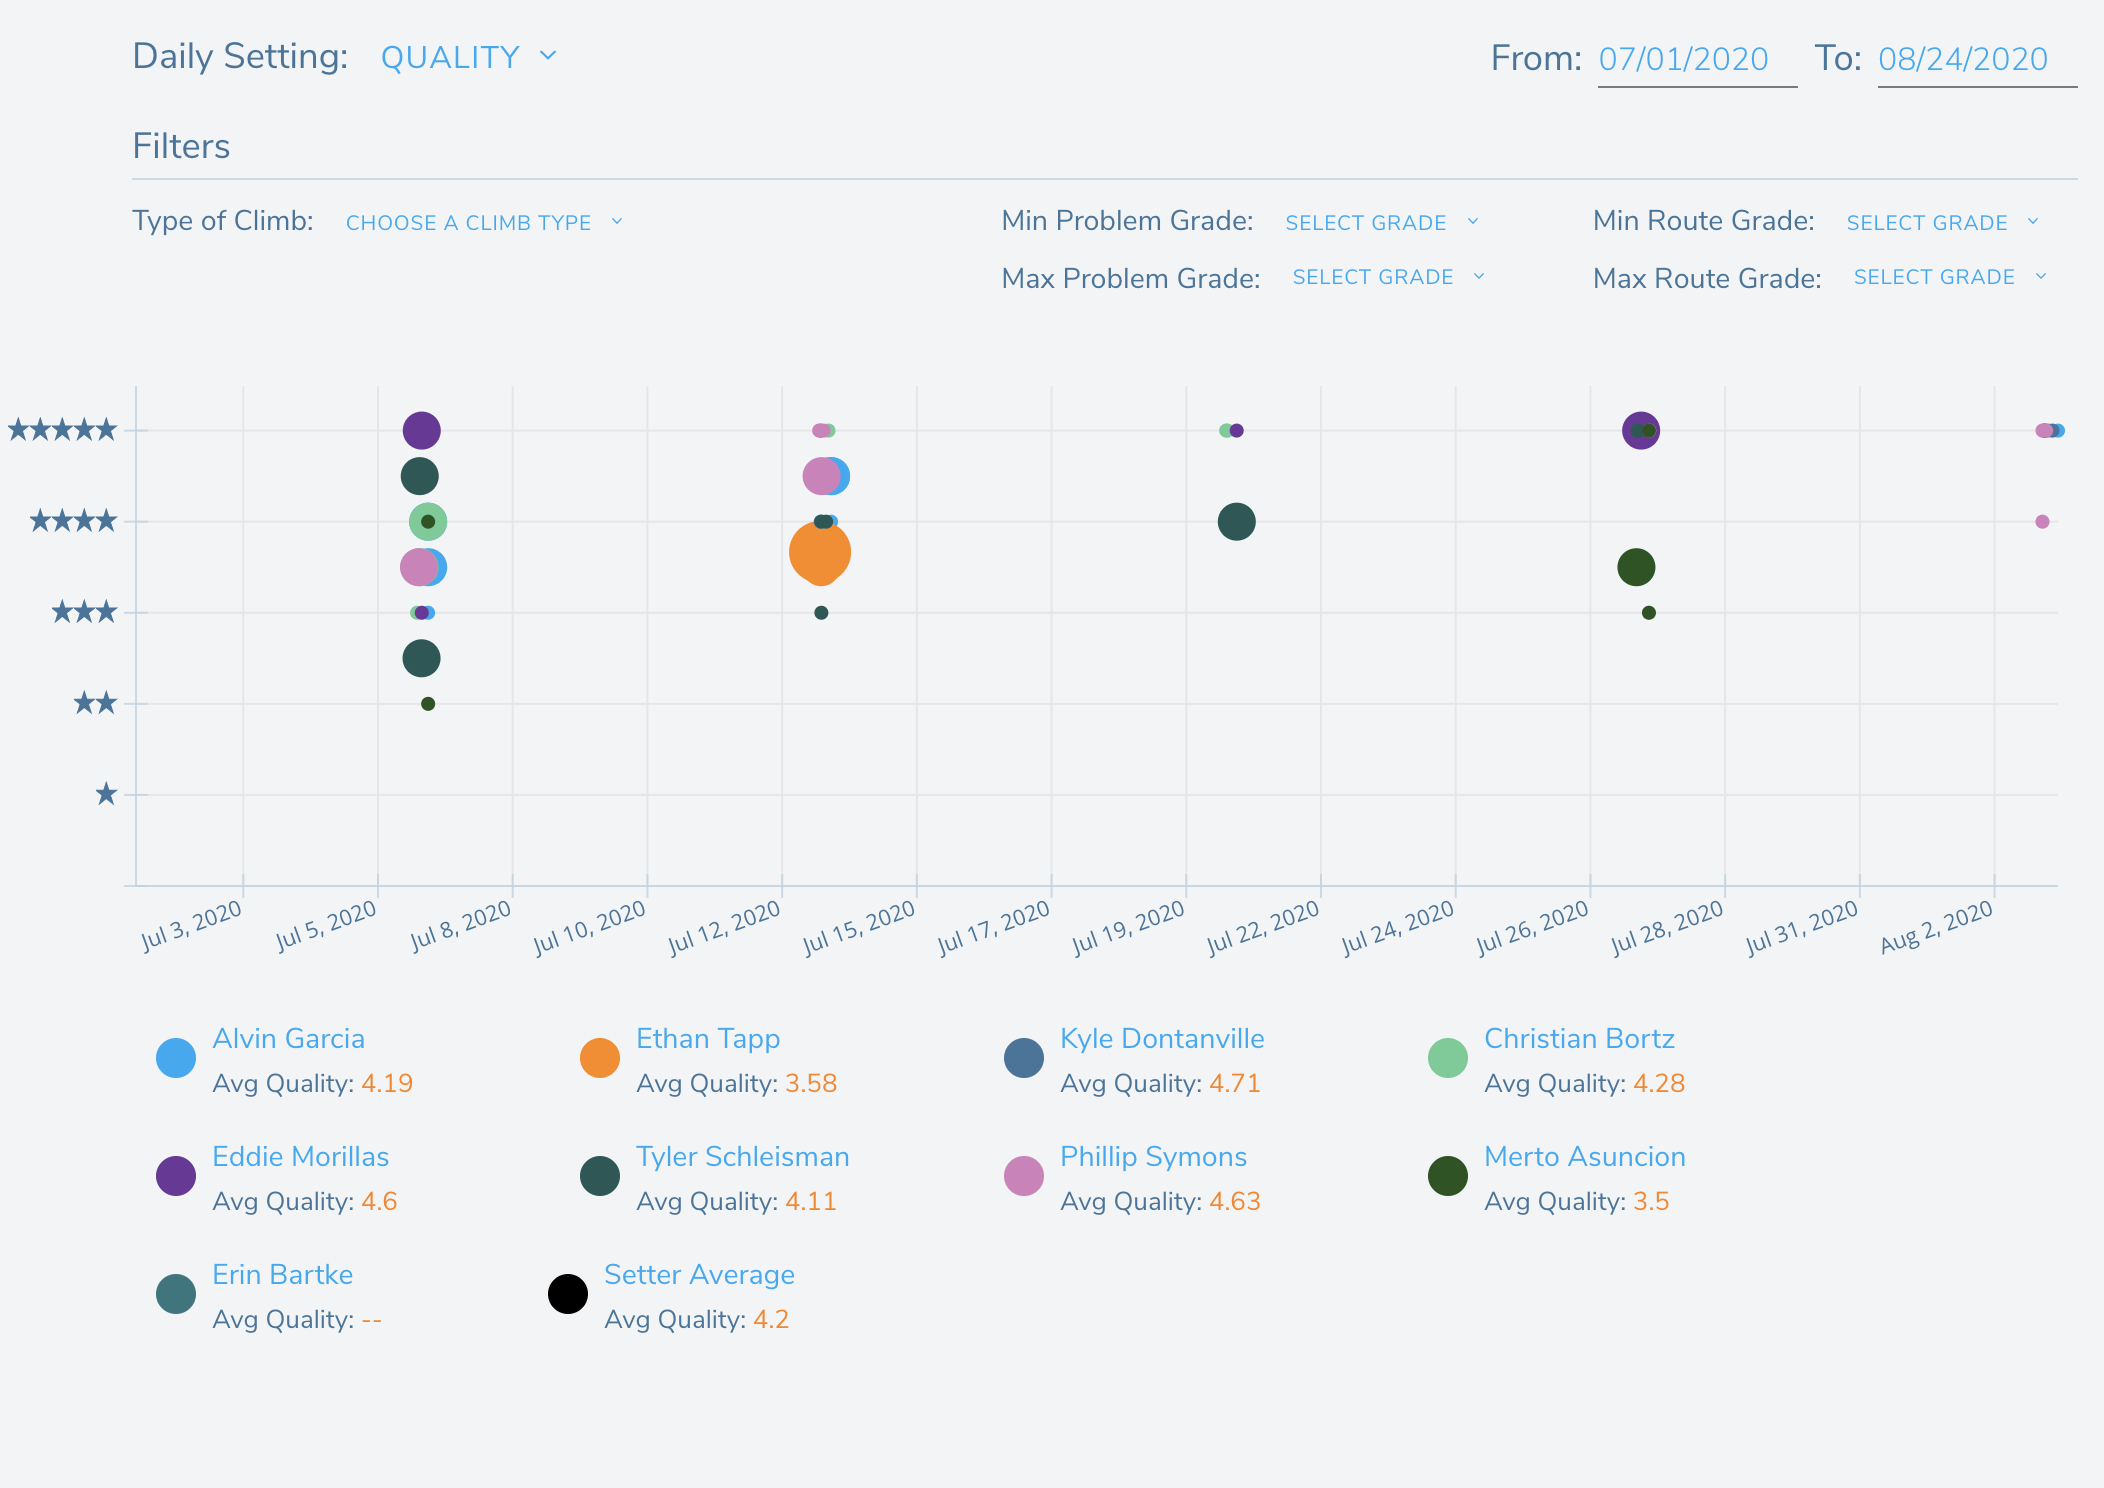 Daily Setting: QUALITY From: 07/01/2020 To: 08/24/2020
Filters
Type of Climb: CHOOSE A CLIMB TYPE Min Problem Grade: SELECT GRADE Min Route Grade: SELECT GRADE
Max Problem Grade: SELECT GRADE Max Route Grade: SELECT GRADE
★★★★★
★★★★
★★★
★★
★
Jul 3, 2020 Jul 5, 2020 Jul 8, 2020 Jul 10, 2020 Jul 12, 2020 Jul 15, 2020 Jul 17, 2020 Jul 19, 2020 Jul 22, 2020 Jul 24, 2020 Jul 26, 2020 Jul 28, 2020 Jul 31, 2020 Aug 2, 2020
Alvin Garcia Ethan Tapp Kyle Dontanville Christian Bortz
Avg Quality: 4.19 Avg Quality: 3.58 Avg Quality: 4.71 Avg Quality: 4.28
Eddie Morillas Tyler Schleisman Phillip Symons Merto Asuncion
Avg Quality: 4.6 Avg Quality: 4.11 Avg Quality: 4.63 Avg Quality: 3.5
Erin Bartke Setter Average
Avg Quality: -- Avg Quality: 4.2